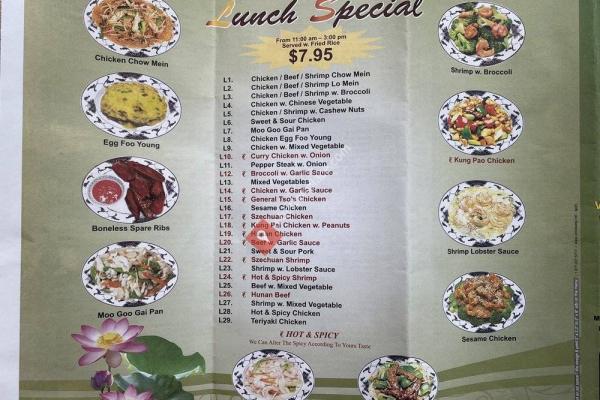 Lunch Special
From 11:00 am – 3:00 pm
Served w. Fried Rice
$7.95
L1. Chicken / Beef / Shrimp Chow Mein
L2. Chicken / Beef / Shrimp Lo Mein
L3. Chicken / Beef / Shrimp w. Broccoli
L4. Chicken w. Chinese Vegetable
L5. Chicken / Shrimp w. Cashew Nuts
L6. Sweet & Sour Chicken
L7. Moo Goo Gai Pan
L8. Chicken Egg Foo Young
L9. Chicken w. Mixed Vegetable
L10. Curry Chicken w. Onion
L11. Pepper Steak w. Onion
L12. Broccoli w. Garlic Sauce
L13. Mixed Vegetables
L14. Chicken w. Garlic Sauce
L15. General Tso's Chicken
L16. Sesame Chicken
L17. Szechuan Chicken
L18. Kung Pai Chicken w. Peanuts
L19. Chicken
L20. Beef w. Garlic Sauce
L21. Sweet & Sour Pork
L22. Szechuan Shrimp
L23. Shrimp w. Lobster Sauce
L24. Hot & Spicy Shrimp
L25. Beef w. Mixed Vegetable
L26. Hunan Beef
L27. Shrimp w. Mixed Vegetable
L28. Hot & Spicy Chicken
L29. Teriyaki Chicken
HOT & SPICY
We Can Alter The Spicy According To Yours Taste
Chicken Chow Mein
Egg Foo Young
Boneless Spare Ribs
Moo Goo Gai Pan
Shrimp w. Broccoli
Kung Pao Chicken
Shrimp Lobster Sauce
Sesame Chicken